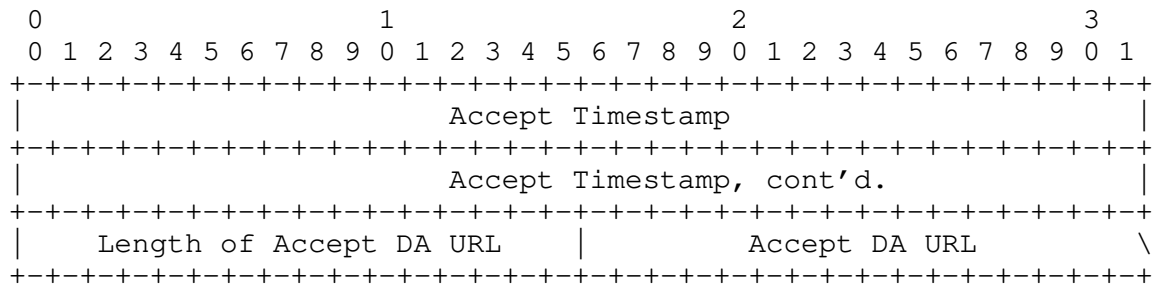 0                   1                   2                   3
 0 1 2 3 4 5 6 7 8 9 0 1 2 3 4 5 6 7 8 9 0 1 2 3 4 5 6 7 8 9 0 1
+-+-+-+-+-+-+-+-+-+-+-+-+-+-+-+-+-+-+-+-+-+-+-+-+-+-+-+-+-+-+-+-+
|                        Accept Timestamp                       |
+-+-+-+-+-+-+-+-+-+-+-+-+-+-+-+-+-+-+-+-+-+-+-+-+-+-+-+-+-+-+-+-+
|                        Accept Timestamp, cont'd.              |
+-+-+-+-+-+-+-+-+-+-+-+-+-+-+-+-+-+-+-+-+-+-+-+-+-+-+-+-+-+-+-+-+
|    Length of Accept DA URL    |         Accept DA URL         \
+-+-+-+-+-+-+-+-+-+-+-+-+-+-+-+-+-+-+-+-+-+-+-+-+-+-+-+-+-+-+-+-+